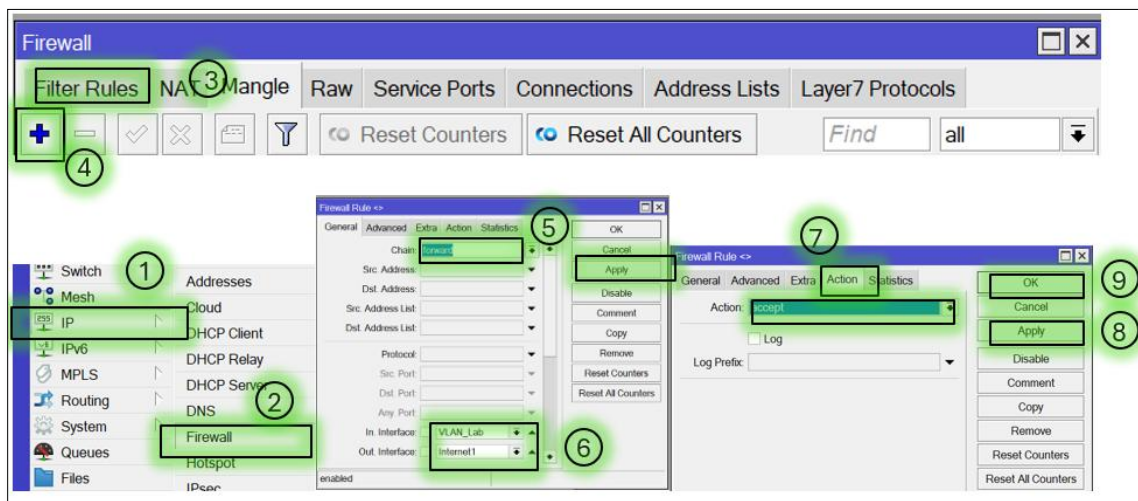 Firewall
Filter Rules NAT 3 Mangle Raw Service Ports Connections Address Lists Layer7 Protocols
Reset Counters Reset All Counters Find all
4
1
Switch
Mesh
255 IP
v6 IPv6
MPLS
Routing
System
Queues
Files
Addresses
Cloud
DHCP Client
DHCP Relay
DHCP Server
2
DNS
Firewall
Hotspot
IPsec
Firewall Rule <>
General Advanced Extra Action Statistics
5
Chain: forward
Src. Address:
Dst. Address:
Src. Address List:
Dst. Address List:
Protocol:
Src. Port:
Dst. Port:
Any. Port:
In. Interface: VLAN_Lab
Out. Interface: Internet1
6
enabled
OK
Cancel
Apply
Disable
Comment
Copy
Remove
Reset Counters
Reset All Counters
7
Firewall Rule <>
General Advanced Extra Action Statistics
Action: accept
Log
Log Prefix:
OK
9
Cancel
Apply
8
Disable
Comment
Copy
Remove
Reset Counters
Reset All Counters